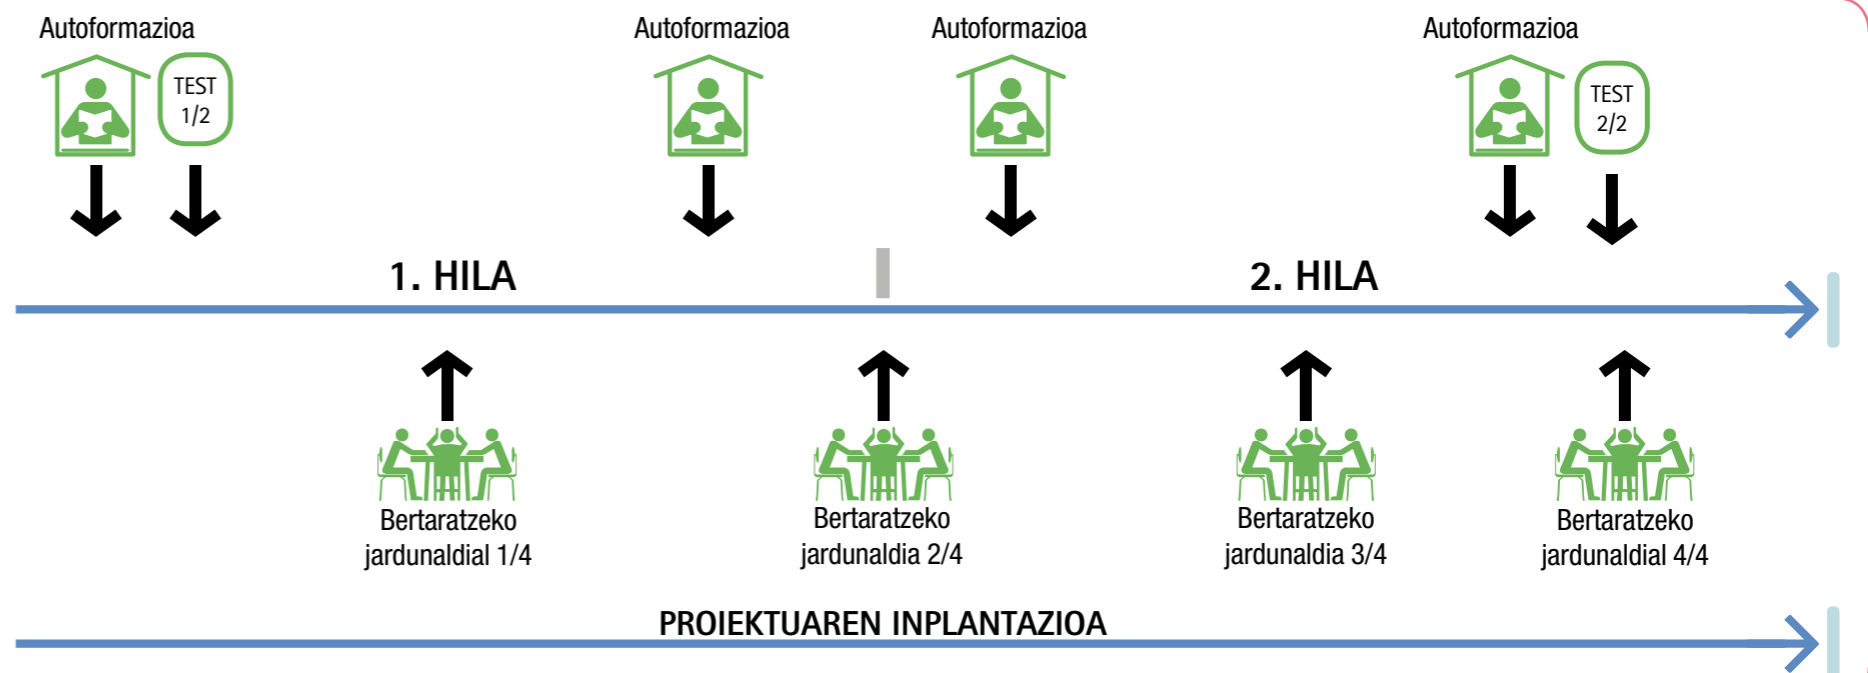 Autoformazioa
Autoformazioa
Autoformazioa
Autoformazioa
TEST
1/2
TEST
2/2
1. HILA
2. HILA
Bertaratzeko
jardunaldial 1/4
Bertaratzeko
jardunaldia 2/4
Bertaratzeko
jardunaldia 3/4
Bertaratzeko
jardunaldial 4/4
PROIEKTUAREN INPLANTAZIOA